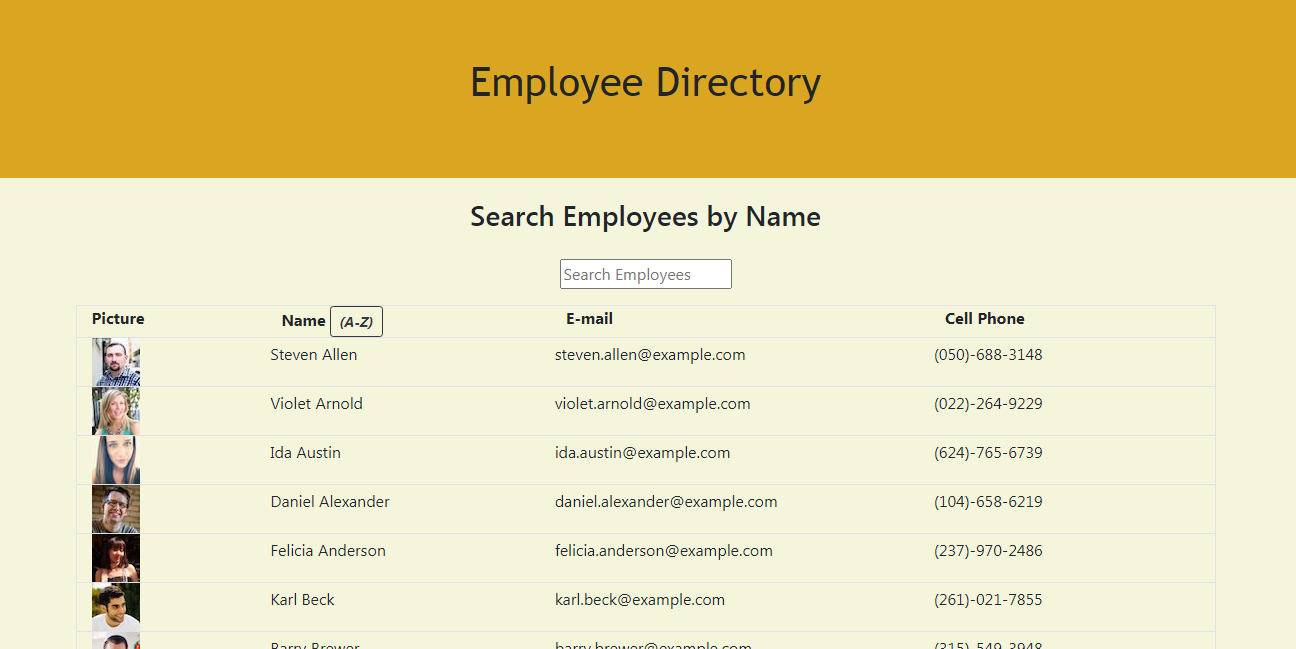 Employee Directory
Search Employees by Name
Search Employees
Picture Name (A-Z) E-mail Cell Phone
Steven Allen steven.allen@example.com (050)-688-3148
Violet Arnold violet.arnold@example.com (022)-264-9229
Ida Austin ida.austin@example.com (624)-765-6739
Daniel Alexander daniel.alexander@example.com (104)-658-6219
Felicia Anderson felicia.anderson@example.com (237)-970-2486
Karl Beck karl.beck@example.com (261)-021-7855
Barry Brewer barry.brewer@example.com (315)-549-3948